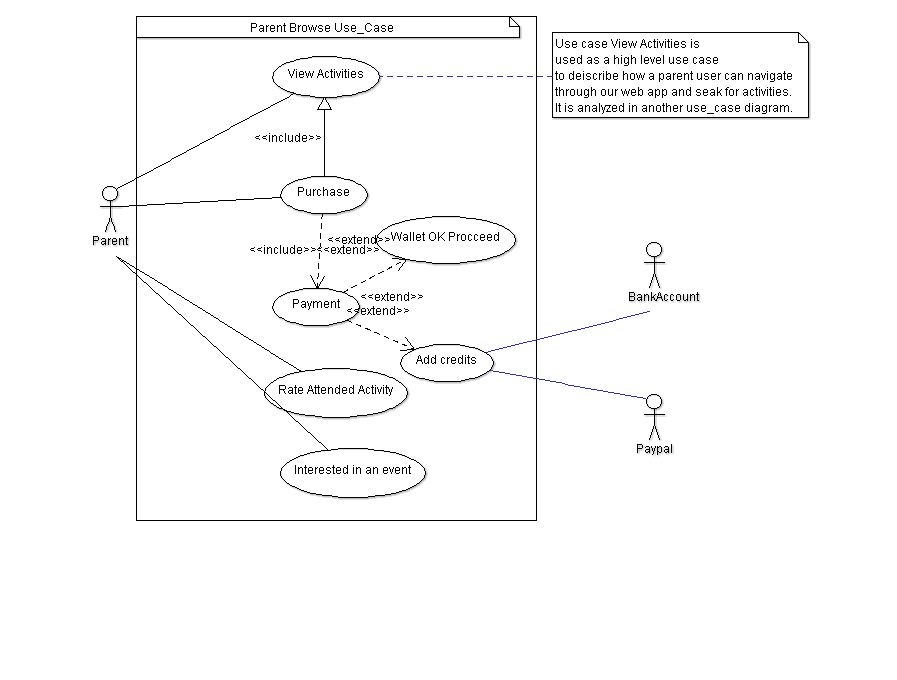 Parent Browse Use_Case
Use case View Activities is
used as a high level use case
to deiscribe how a parent user can navigate
through our web app and seak for activities.
It is analyzed in another use_case diagram.
View Activities
<<include>>
Purchase
Parent
<<extend>>
Wallet OK Procceed
<<include>>
<<extend>>
BankAccount
Payment
<<extend>>
<<extend>>
Add credits
Rate Attended Activity
Paypal
Interested in an event